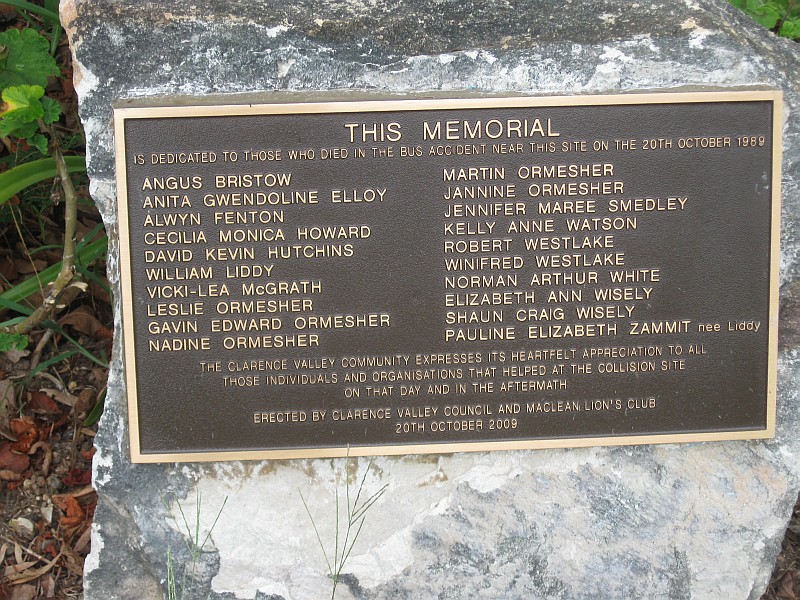 THIS MEMORIAL
IS DEDICATED TO THOSE WHO DIED IN THE BUS ACCIDENT NEAR THIS SITE ON THE 20TH OCTOBER 1989
ANGUS BRISTOW
ANITA GWENDOLINE ELLOY
ALWYN FENTON
CECILIA MONICA HOWARD
DAVID KEVIN HUTCHINS
WILLIAM LIDDY
VICKI-LEA McGRATH
LESLIE ORMESHER
GAVIN EDWARD ORMESHER
NADINE ORMESHER
MARTIN ORMESHER
JANNINE ORMESHER
JENNIFER MAREE SMEDLEY
KELLY ANNE WATSON
ROBERT WESTLAKE
WINIFRED WESTLAKE
NORMAN ARTHUR WHITE
ELIZABETH ANN WISELY
SHAUN CRAIG WISELY
PAULINE ELIZABETH ZAMMIT nee Liddy
THE CLARENCE VALLEY COMMUNITY EXPRESSES ITS HEARTFELT APPRECIATION TO ALL
THOSE INDIVIDUALS AND ORGANISATIONS THAT HELPED AT THE COLLISION SITE
ON THAT DAY AND IN THE AFTERMATH
ERECTED BY CLARENCE VALLEY COUNCIL AND MACLEAN LION'S CLUB
20TH OCTOBER 2009